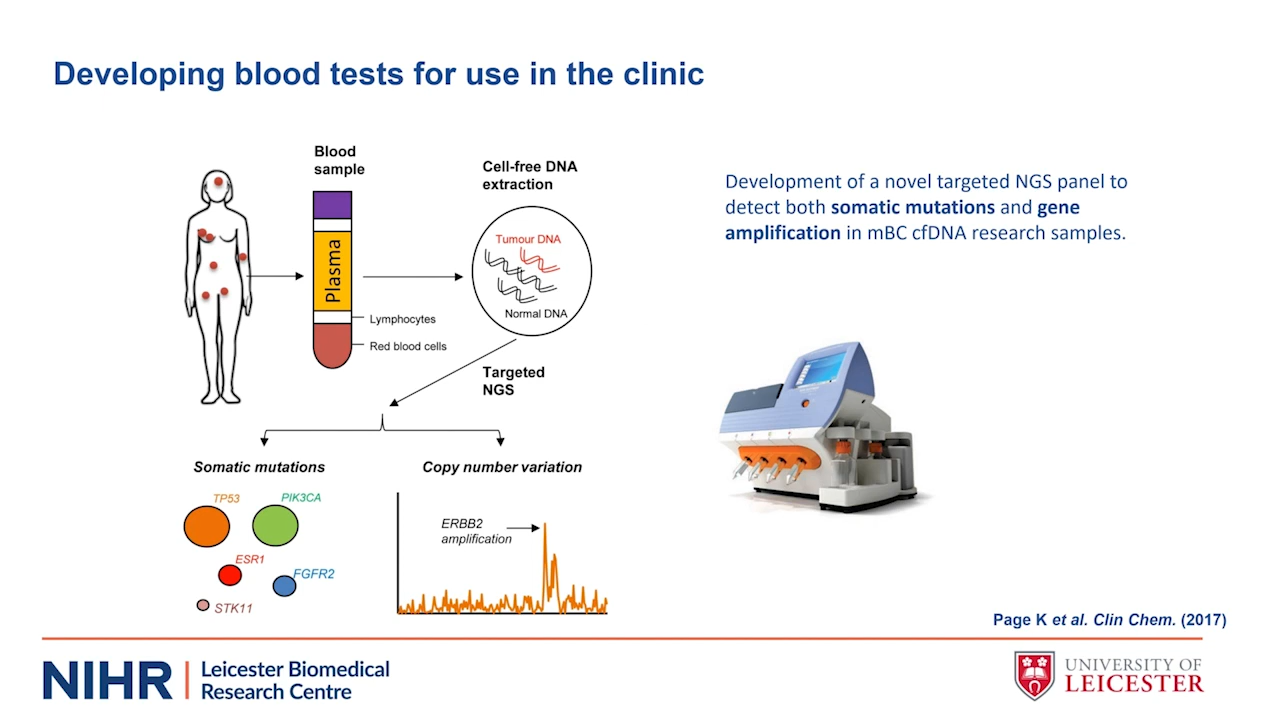 Developing blood tests for use in the clinic
Blood
sample
Plasma
Lymphocytes
Red blood cells
Cell-free DNA
extraction
Tumour DNA
Normal DNA
Targeted
NGS
Somatic mutations
TP53
PIK3CA
ESR1
FGFR2
STK11
Copy number variation
ERBB2
amplification
Development of a novel targeted NGS panel to
detect both somatic mutations and gene
amplification in mBC cfDNA research samples.
Page K et al. Clin Chem. (2017)
NIHR | Leicester Biomedical
Research Centre
UNIVERSITY OF
LEICESTER